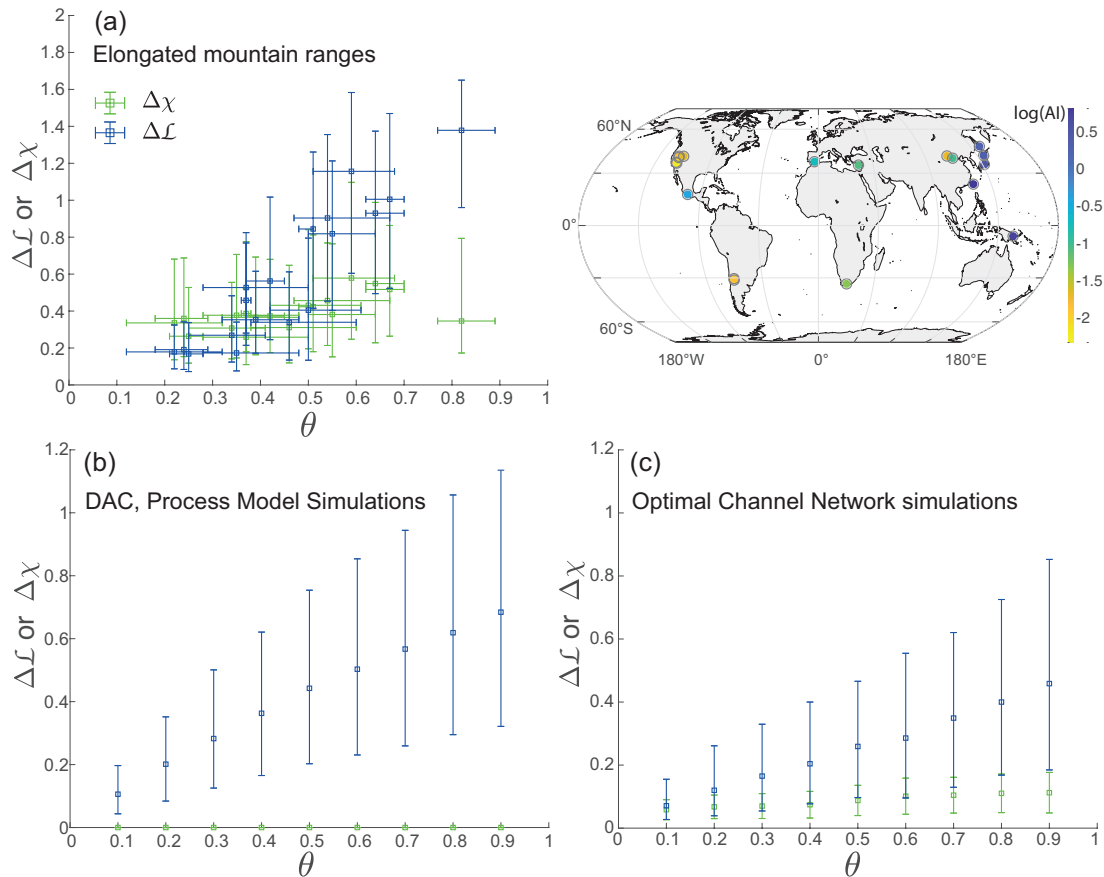 (a)
Elongated mountain ranges
Δχ
Δℒ
Δℒ or Δχ
2
1.8
1.6
1.4
1.2
1
0.8
0.6
0.4
0.2
0
0 0.1 0.2 0.3 0.4 0.5 0.6 0.7 0.8 0.9 1
θ
log(AI)
60°N
0°
60°S
180°W 0° 180°E
0.5
0
-0.5
-1
-1.5
-2
(b)
DAC, Process Model Simulations
Δℒ or Δχ
1.2
1
0.8
0.6
0.4
0.2
0
0 0.1 0.2 0.3 0.4 0.5 0.6 0.7 0.8 0.9 1
θ
(c)
Optimal Channel Network simulations
Δℒ or Δχ
1.2
1
0.8
0.6
0.4
0.2
0
0 0.1 0.2 0.3 0.4 0.5 0.6 0.7 0.8 0.9 1
θ